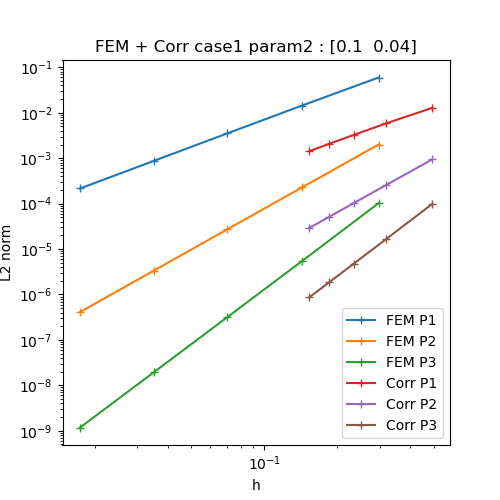 FEM + Corr case1 param2 : [0.1  0.04]
10⁻¹
10⁻²
10⁻³
10⁻⁴
10⁻⁵
10⁻⁶
10⁻⁷
10⁻⁸
10⁻⁹
L2 norm
FEM P1
FEM P2
FEM P3
Corr P1
Corr P2
Corr P3
10⁻¹
h